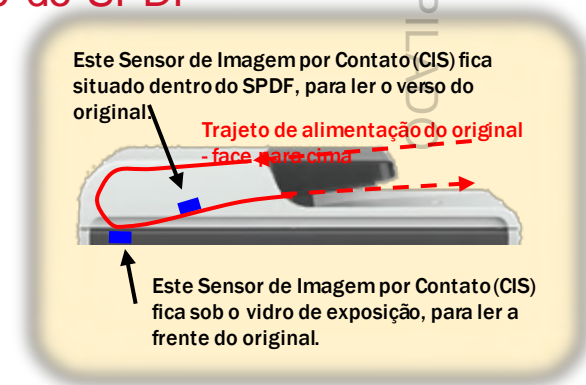 do SPDF
PILADO
Este Sensor de Imagem por Contato (CIS) fica
situado dentro do SPDF, para ler o verso do
original.
Trajeto de alimentação do original
- face para cima
Este Sensor de Imagem por Contato (CIS)
fica sob o vidro de exposição, para ler a
frente do original.